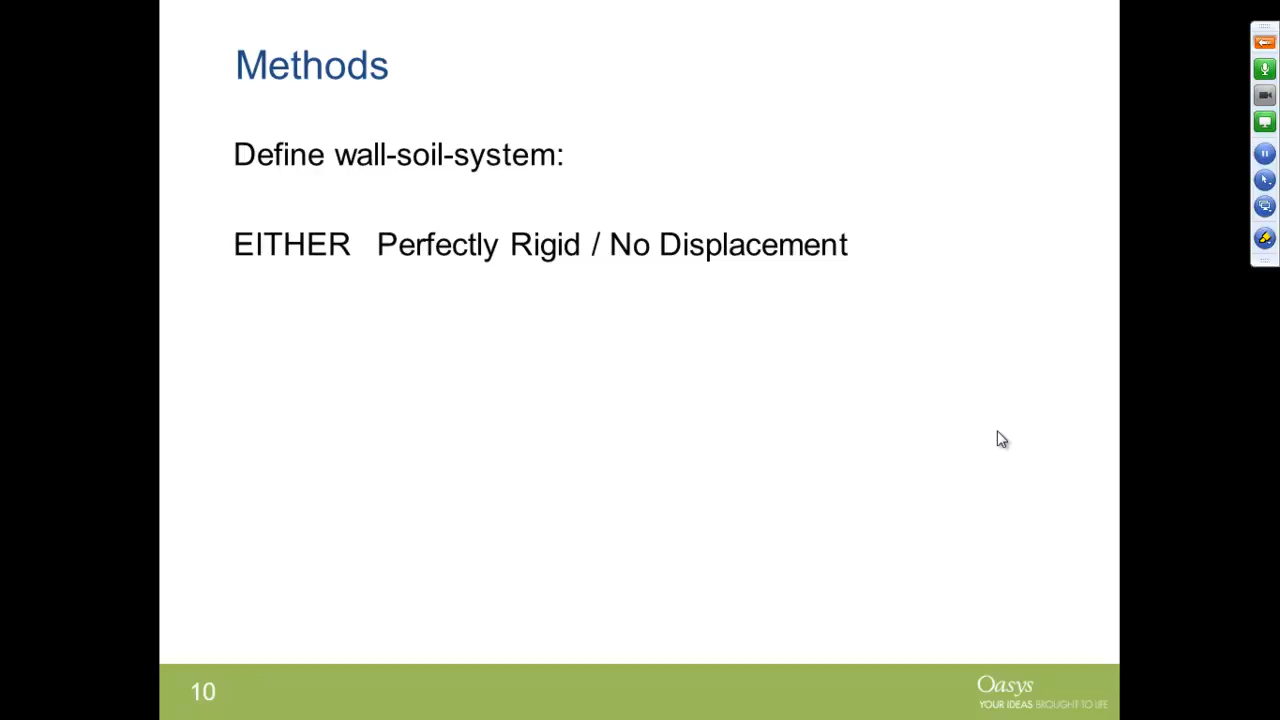 Methods
Define wall-soil-system:
EITHER Perfectly Rigid / No Displacement
10
Oasys
YOUR IDEAS BROUGHT TO LIFE